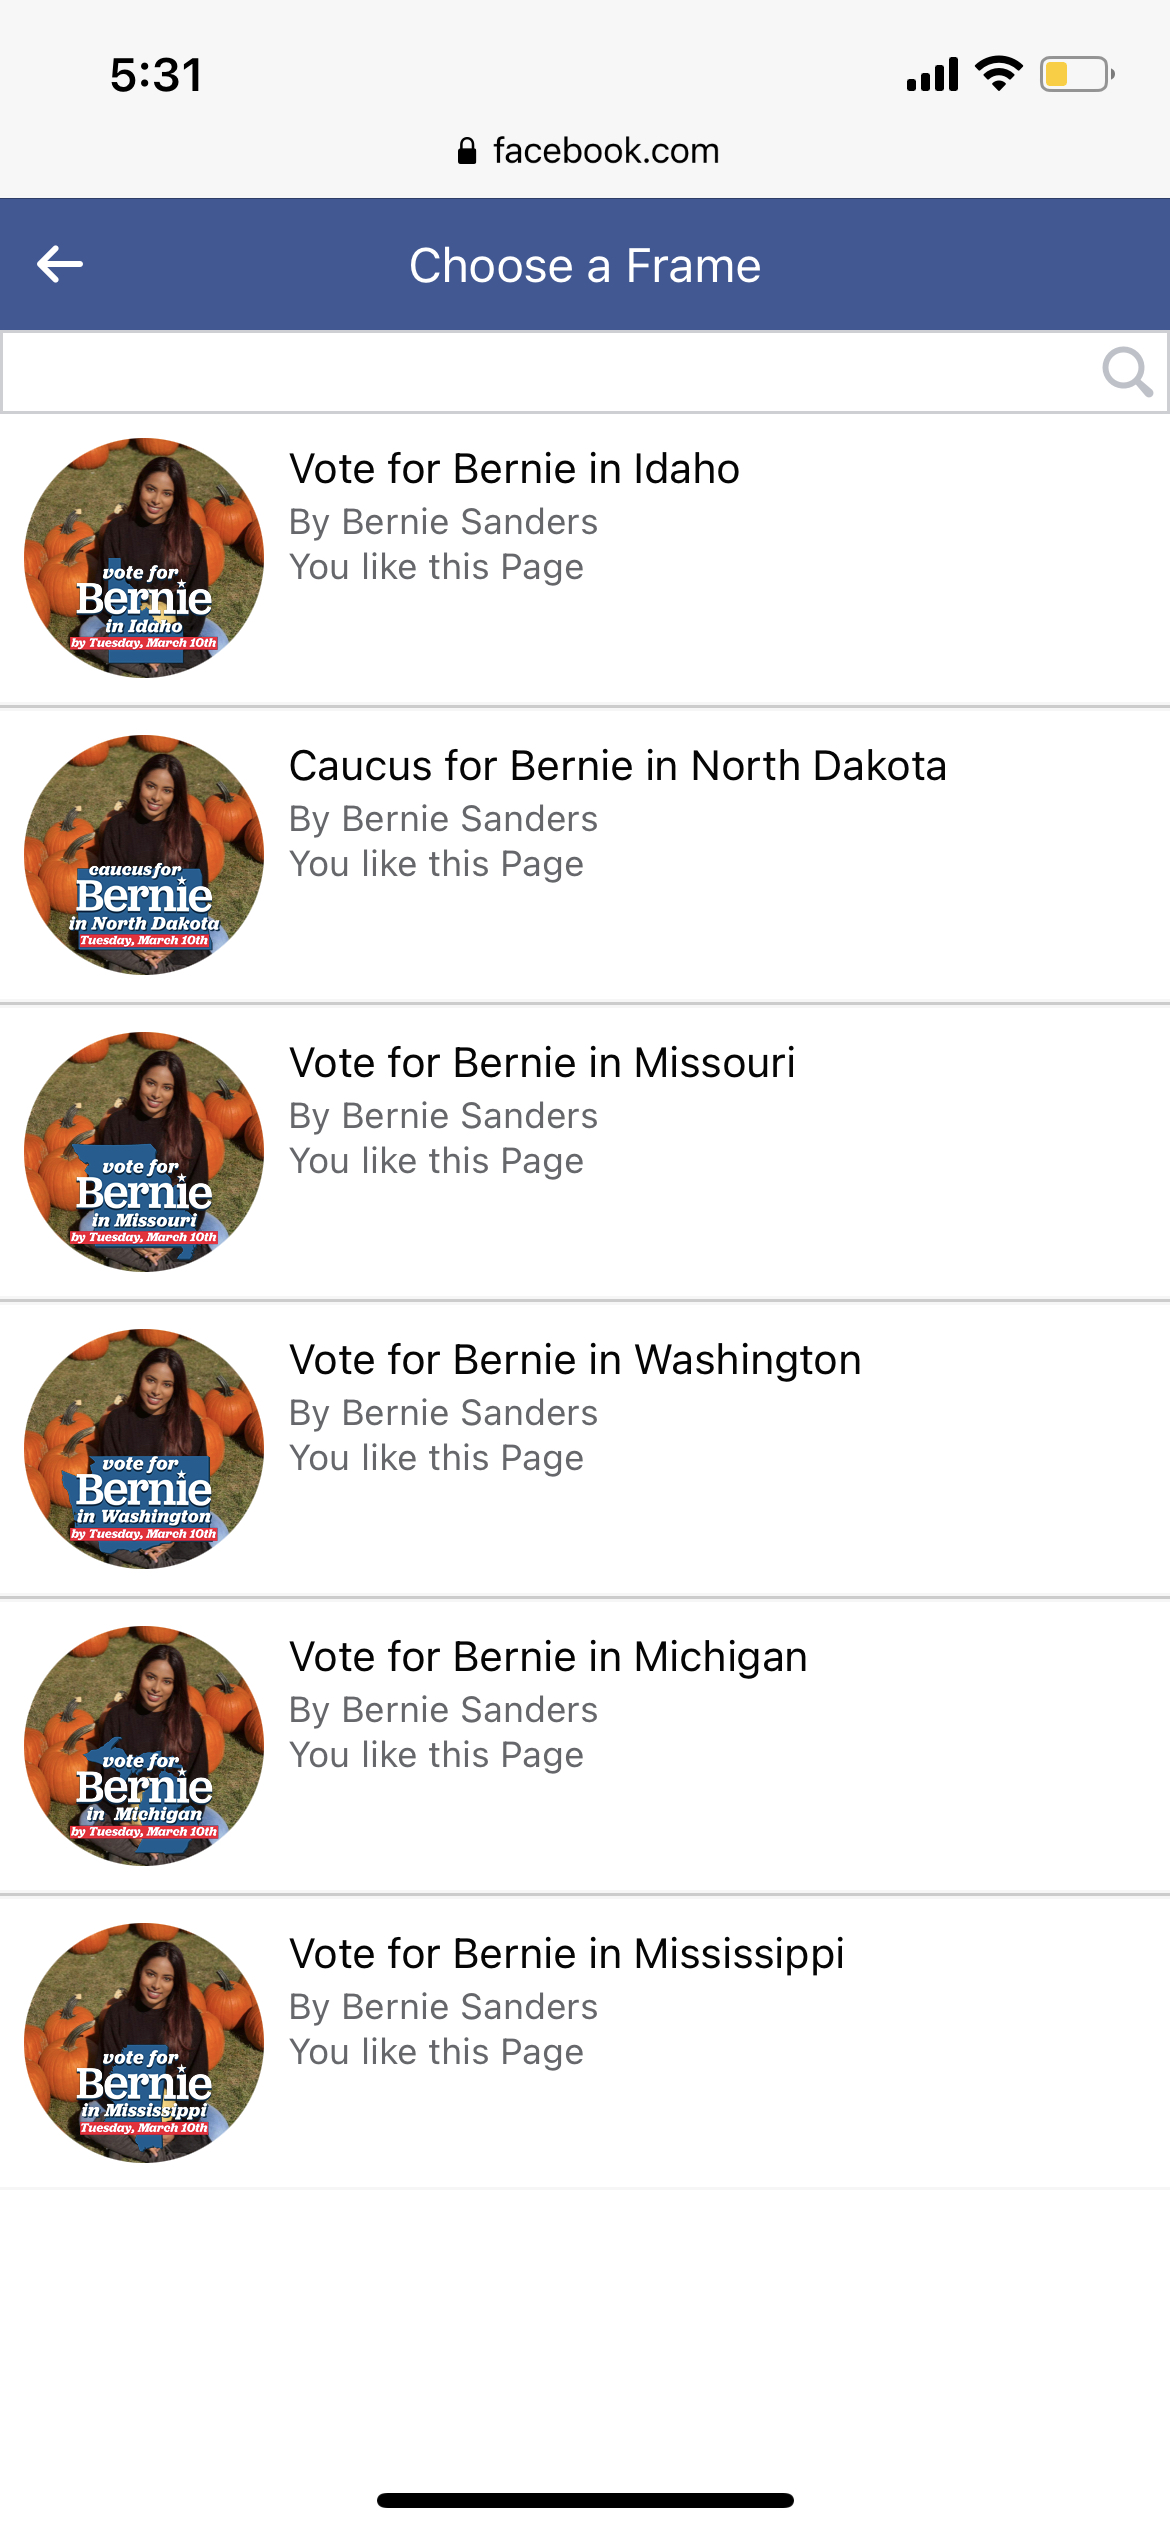 5:31
facebook.com
Choose a Frame
Vote for Bernie in Idaho
By Bernie Sanders
You like this Page
vote for
Bernie
in Idaho
by Tuesday, March 10th
Caucus for Bernie in North Dakota
By Bernie Sanders
You like this Page
caucus for
Bernie
in North Dakota
Tuesday, March 10th
Vote for Bernie in Missouri
By Bernie Sanders
You like this Page
vote for
Bernie
in Missouri
by Tuesday, March 10th
Vote for Bernie in Washington
By Bernie Sanders
You like this Page
vote for
Bernie
in Washington
by Tuesday, March 10th
Vote for Bernie in Michigan
By Bernie Sanders
You like this Page
vote for
Bernie
in Michigan
by Tuesday, March 10th
Vote for Bernie in Mississippi
By Bernie Sanders
You like this Page
vote for
Bernie
in Mississippi
Tuesday, March 10th